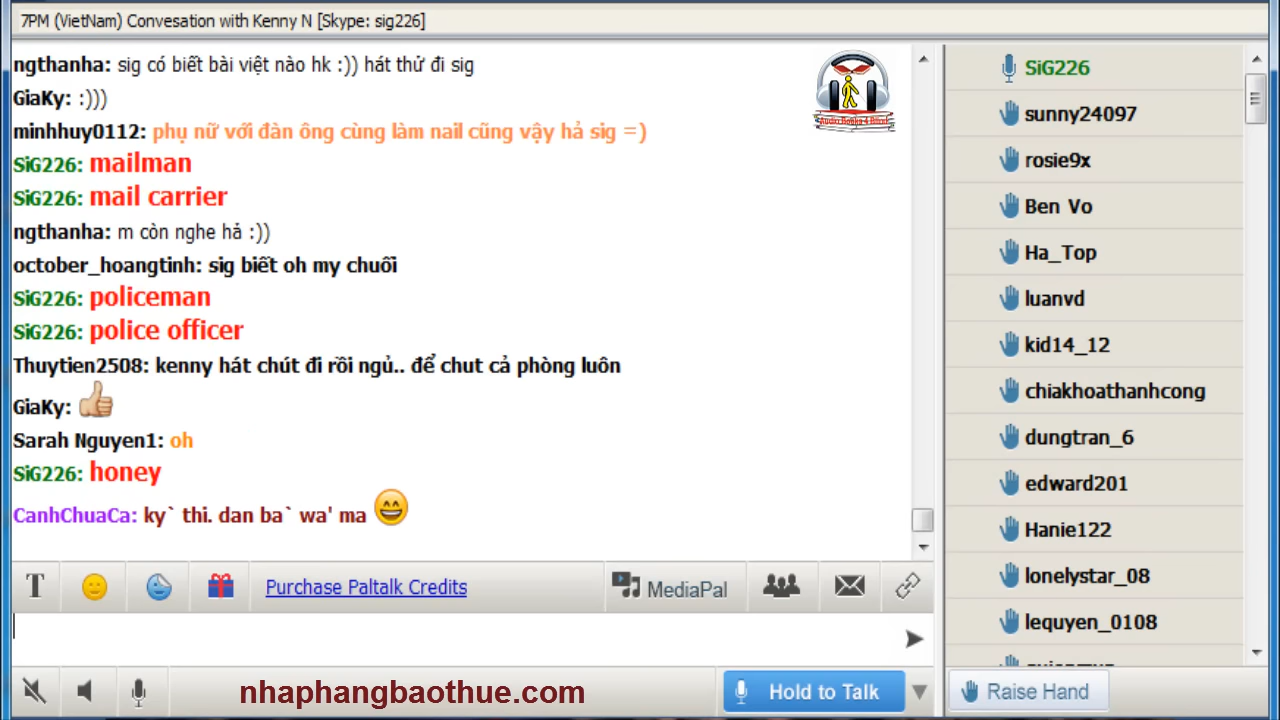 7PM (VietNam) Convesation with Kenny N [Skype: sig226]
ngthanha: sig có biết bài việt nào hk :)) hát thử đi sig
GiaKy: :)))
minhhuy0112: phụ nữ với đàn ông cùng làm nail cũng vậy hả sig =)
SiG226: mailman
SiG226: mail carrier
ngthanha: m còn nghe hả :))
october_hoangtinh: sig biết oh my chuối
SiG226: policeman
SiG226: police officer
Thuytien2508: kenny hát chút đi rồi ngủ.. để chut cả phòng luôn
GiaKy:
Sarah Nguyen1: oh
SiG226: honey
CanhChuaCa: ky` thi. dan ba` wa' ma
T
Purchase Paltalk Credits
MediaPal
nhaphangbaothue.com
Hold to Talk
SiG226
sunny24097
rosie9x
Ben Vo
Ha_Top
luanvd
kid14_12
chiakhoathanhcong
dungtran_6
edward201
Hanie122
lonelystar_08
lequyen_0108
Raise Hand